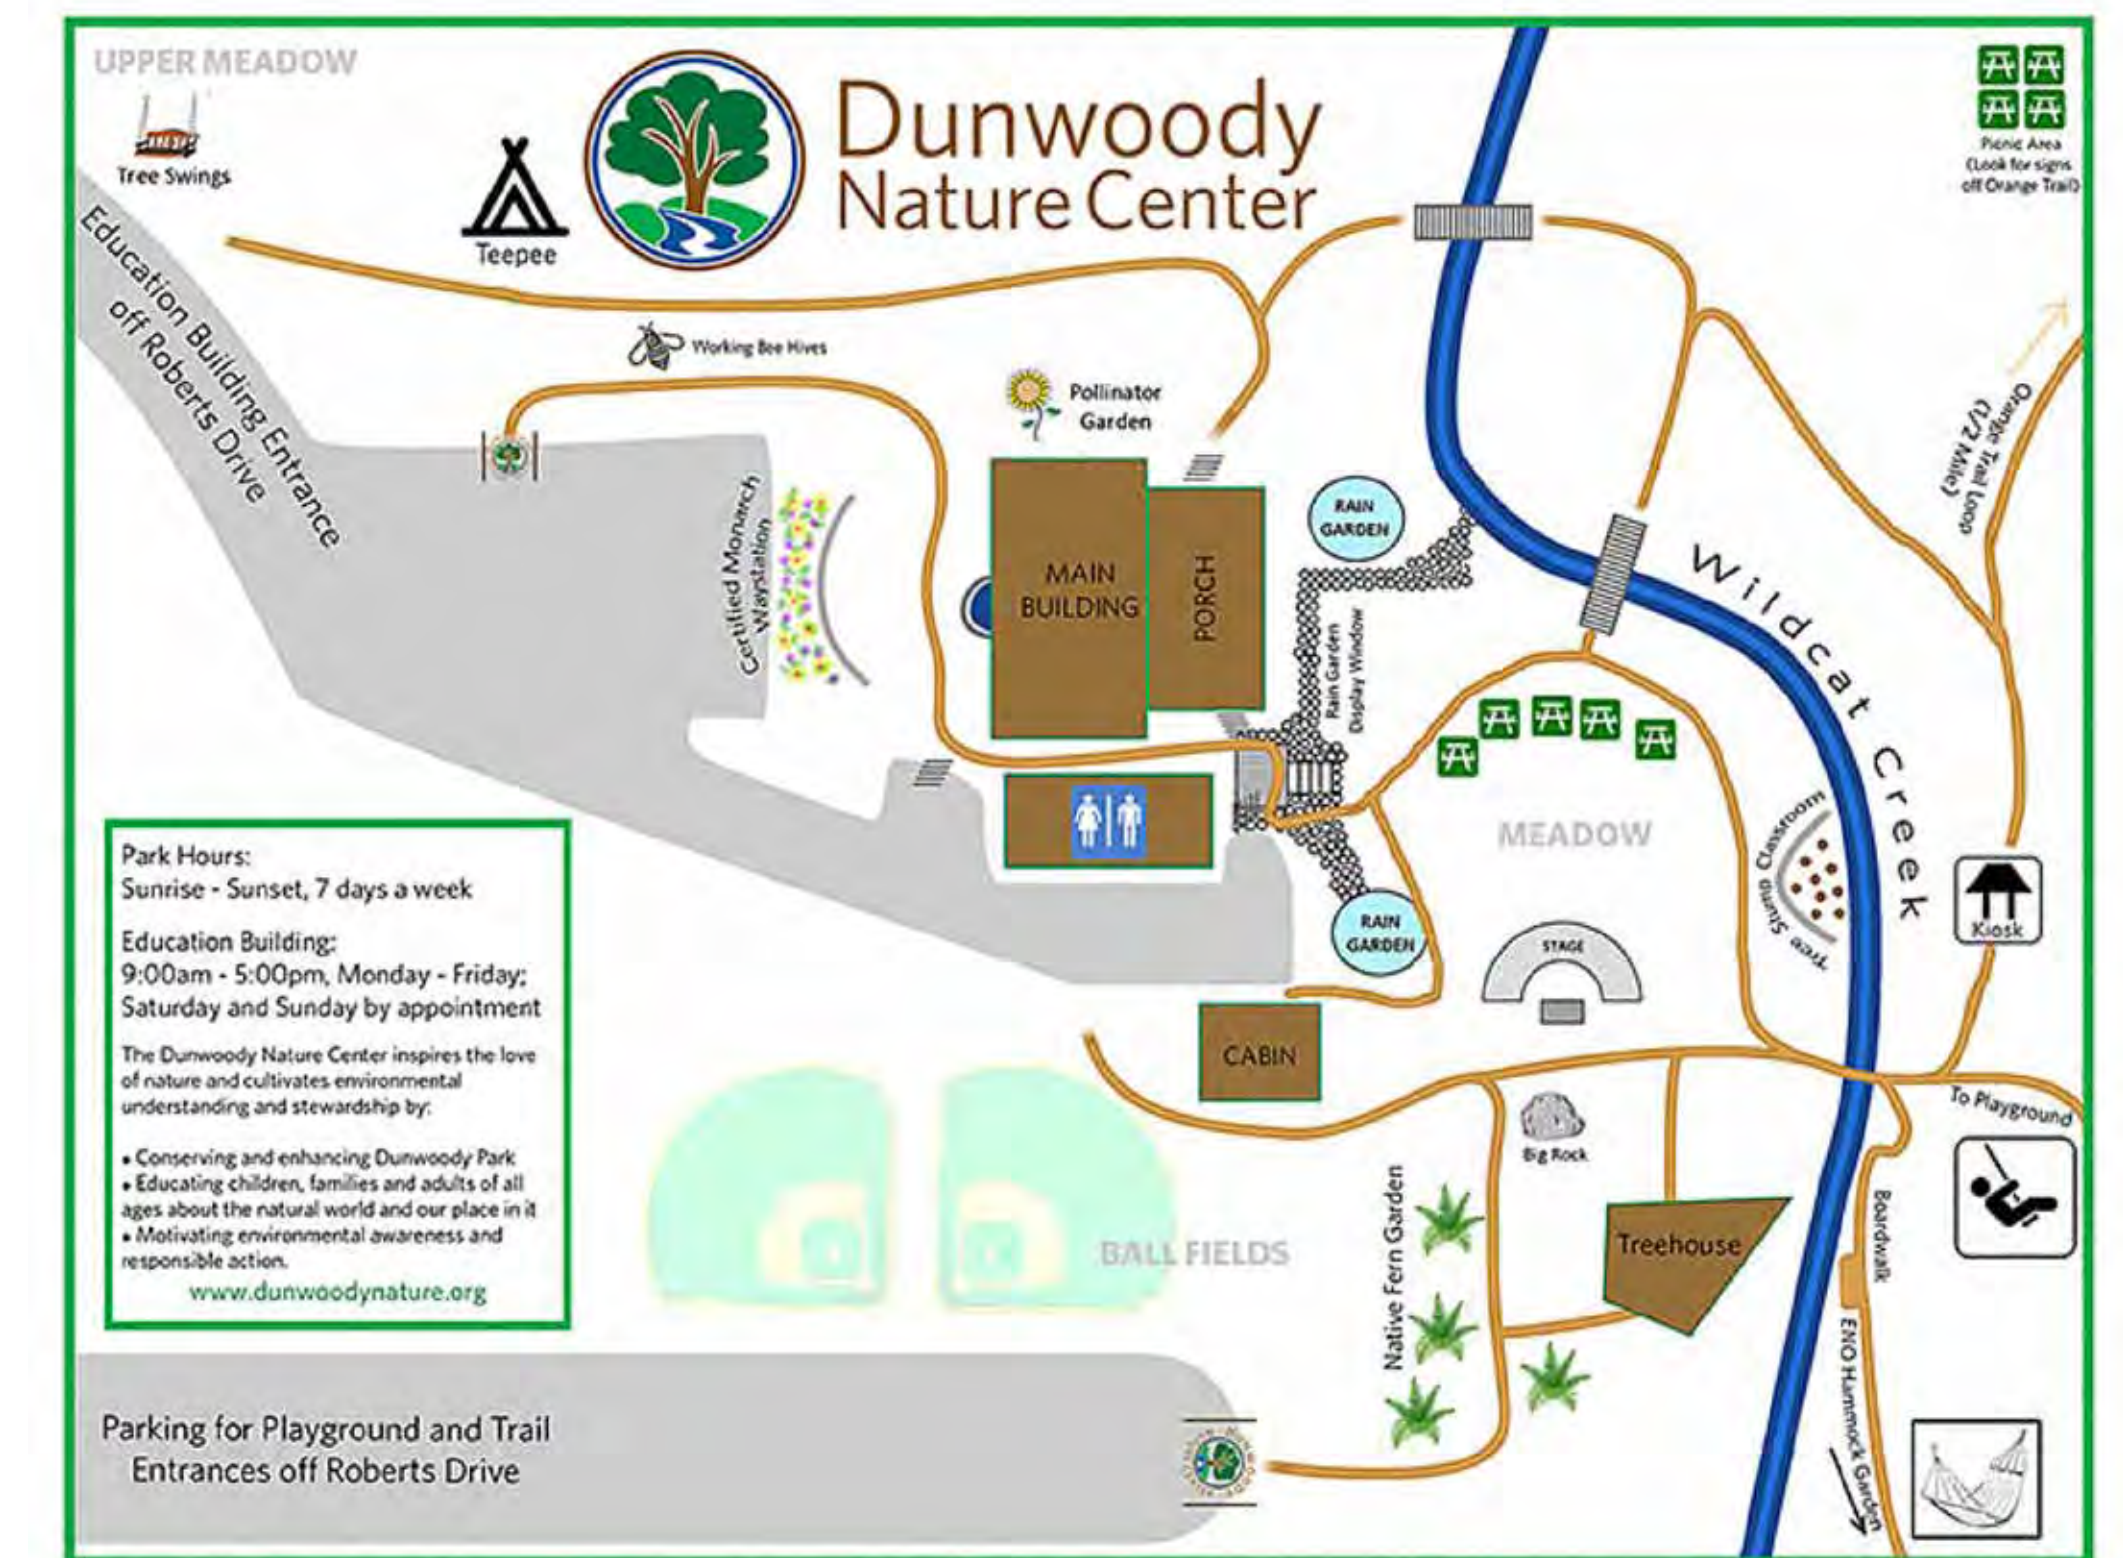 UPPER MEADOW
Tree Swings
Teepee
Dunwoody
Nature Center
Picnic Area
(Look for signs
off Orange Trail)
Education Building Entrance
off Roberts Drive
Working Bee Hives
Pollinator
Garden
Certified Monarch
Waystation
MAIN
BUILDING
PORCH
RAIN
GARDEN
Rain Garden
Display Window
Orange Trail Loop
(1/2 Mile)
Wildcat Creek
MEADOW
Tree Stump Classroom
STAGE
Kiosk
RAIN
GARDEN
CABIN
Park Hours:
Sunrise - Sunset, 7 days a week
Education Building:
9:00am - 5:00pm, Monday - Friday;
Saturday and Sunday by appointment
The Dunwoody Nature Center inspires the love
of nature and cultivates environmental
understanding and stewardship by:
• Conserving and enhancing Dunwoody Park
• Educating children, families and adults of all
ages about the natural world and our place in it
• Motivating environmental awareness and
responsible action.
www.dunwoodynature.org
To Playground
Big Rock
BALL FIELDS
Native Fern Garden
Treehouse
Boardwalk
ENO Hammock Garden
Parking for Playground and Trail
Entrances off Roberts Drive